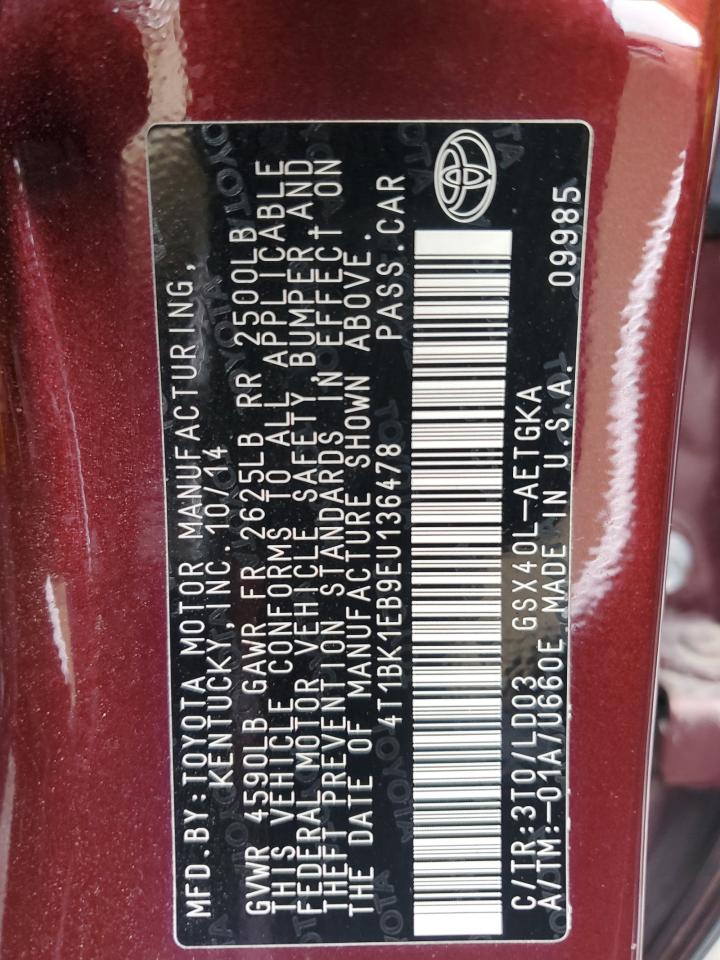 MFD.BY:TOYOTA MOTOR MANUFACTURING,
KENTUCKY,INC.10/14
GVWR 4590LB GAWR FR 2625LB RR 2500LB
THIS VEHICLE CONFORMS TO ALL APPLICABLE
FEDERAL MOTOR VEHICLE SAFETY, BUMPER AND
THEFT PREVENTION STANDARDS IN EFFECT ON
THE DATE OF MANUFACTURE SHOWN ABOVE.
4T1BK1EB9EU136478 PASS.CAR
C/TR:3T0/LD03 GSX40L-AETGKA 09985
A/TM:-01A/U660E MADE IN U.S.A.